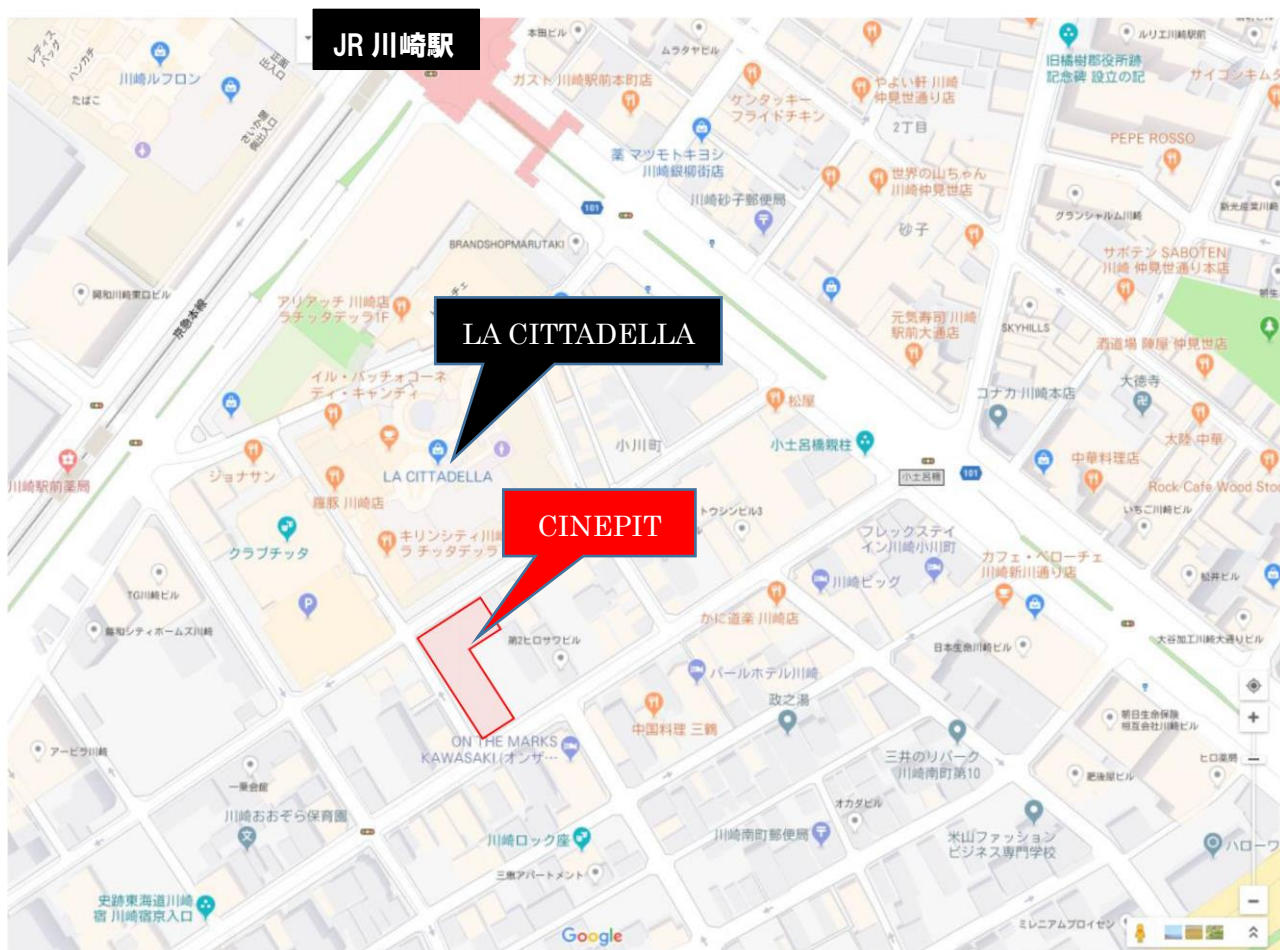 JR 川崎駅
本田ビル
ムラタヤビル
ルリエ川崎駅前
レディス
バッグ
ハンカチ
たばこ
正面
出入口
川崎ルフロン
さいか屋
側出入口
ガスト 川崎駅前本町店
ケンタッキー
フライドチキン
やよい軒 川崎
仲見世通り店
旧橘樹郡役所跡
記念碑 設立の記
サイゴンキムタ
2丁目
PEPE ROSSO
薬 マツモトキヨシ
川崎銀柳街店
世界の山ちゃん
川崎仲見世店
川崎砂子郵便局
101
グランシャルム川崎
新光産業川崎
砂子
BRANDSHOPMARUTAKI
サボテン SABOTEN
川崎 仲見世通り本店
興和川崎東口ビル
京急本線
アリアッチ 川崎店
ラチッタデッラ1F
チェ
LA CITTADELLA
元気寿司 川崎
駅前大通店
SKYHILLS
酒道場 陣屋 仲見世店
イル・バッチォコーネ
ディ・キャンティ
コナカ 川崎本店
大徳寺
松屋
小川町
小土呂橋親柱
大陸 中華
中華料理店
川崎駅前薬局
ジョナサン
LA CITTADELLA
小土呂橋
101
Rock Cafe Wood Stoc
羅豚 川崎店
CINEPIT
トウシンビル3
いちご川崎ビル
クラブチッタ
キリンシティ川崎
ラ チッタデッラ
フレックステイ
イン川崎小川町
カフェ・ベローチェ
川崎新川通り店
川崎ビッグ
松井ビル
TG川崎ビル
P
かに道楽 川崎店
藤和シティホームズ川崎
第2ヒロサワビル
日本生命川崎ビル
大谷加工川崎大通りビル
パールホテル川崎
政之湯
中国料理 三鶴
朝日生命保険
相互会社川崎ビル
アービラ川崎
ON THE MARKS
KAWASAKI(オンザ…
三井のリパーク
川崎南町第10
ヒロ薬局
肥後屋ビル
一乗会館
川崎おおぞら保育園
オカダビル
川崎ロック座
川崎南町郵便局
米山ファッション
ビジネス専門学校
ハローワ
三恵アパートメント
史跡東海道川崎
宿 川崎宿京入口
Google
ミレニアムプロイセン